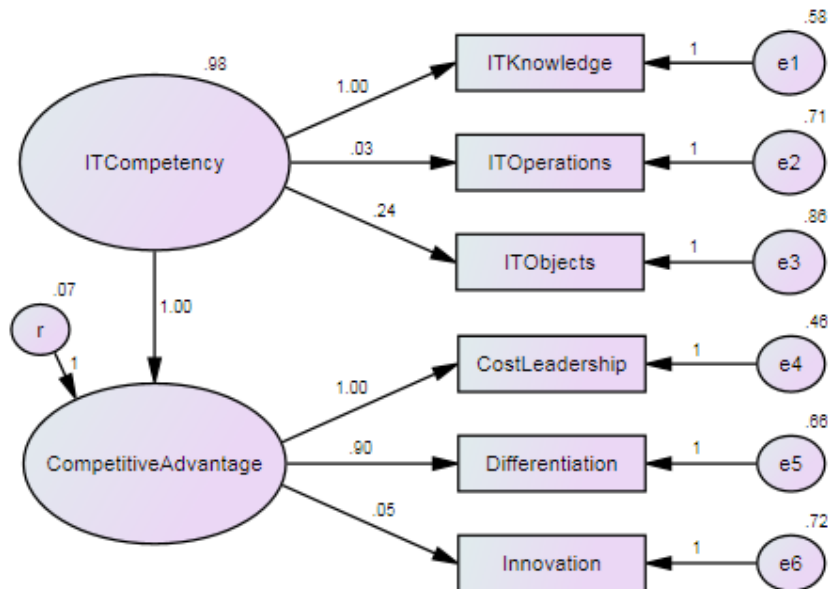 .58
.98
ITKnowledge
1
e1
1.00
.71
ITCompetency
.03
ITOperations
1
e2
.24
.86
ITObjects
1
e3
.07
1.00
.46
r
1
CostLeadership
1
e4
1.00
.66
CompetitiveAdvantage
.90
Differentiation
1
e5
.05
.72
Innovation
1
e6